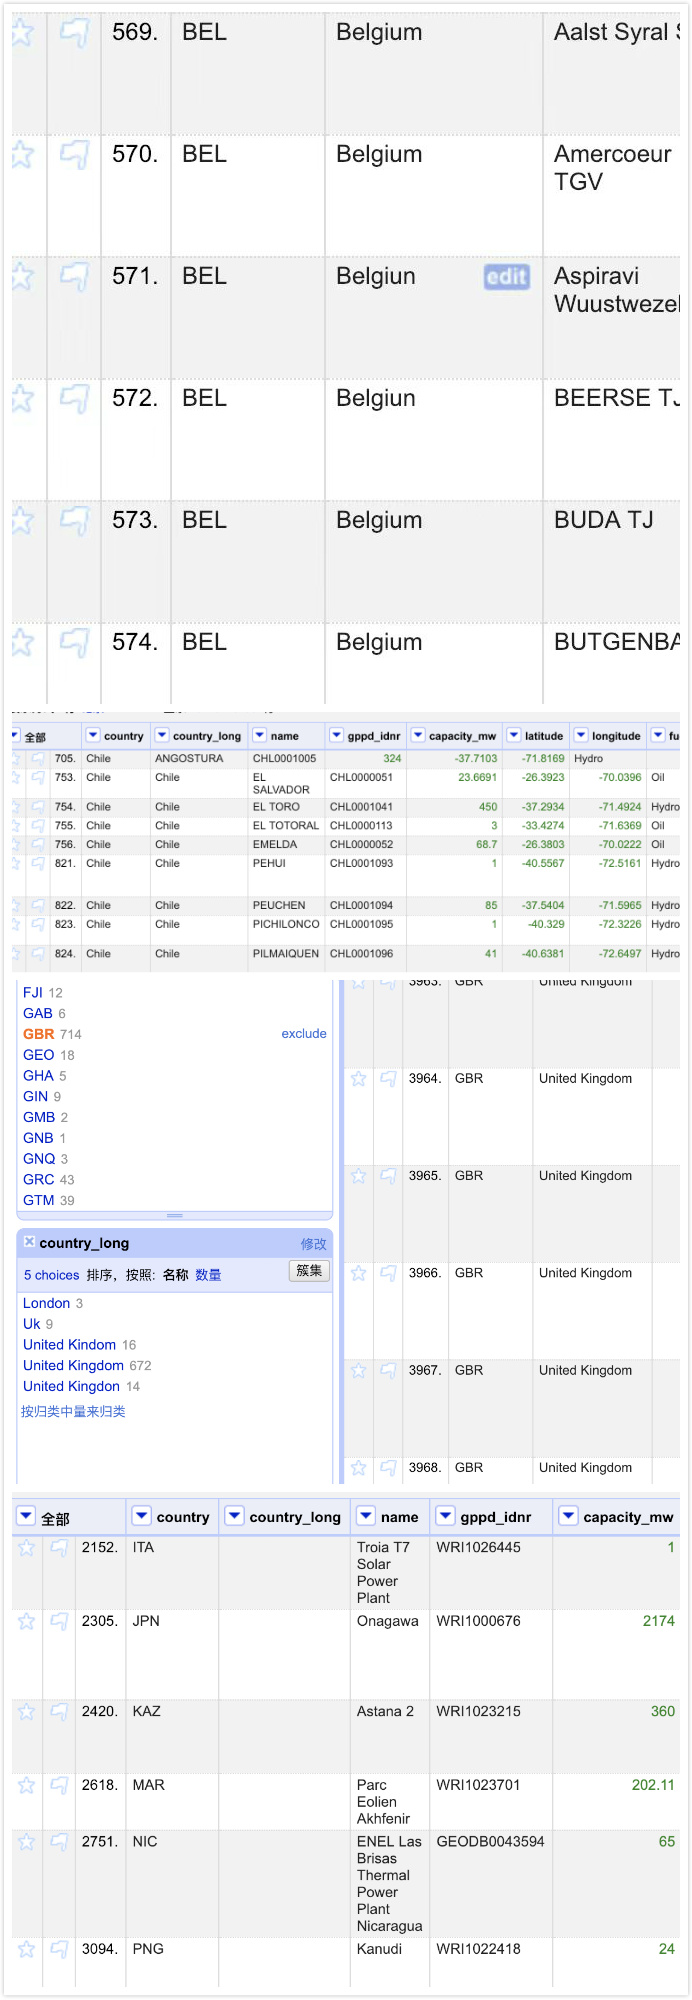 569. BEL Belgium Aalst Syral
570. BEL Belgium Amercoeur
TGV
571. BEL Belgiun edit Aspiravi
Wuustwezel
572. BEL Belgiun BEERSE TJ
573. BEL Belgium BUDA TJ
574. BEL Belgium BUTGENBA
全部 country country_long name gppd_idnr capacity_mw latitude longitude fu
705. Chile ANGOSTURA CHL0001005 324 -37.7103 -71.8169 Hydro
753. Chile Chile EL CHL0000051 23.6691 -26.3923 -70.0396 Oil
SALVADOR
754. Chile Chile EL TORO CHL0001041 450 -37.2934 -71.4924 Hydro
755. Chile Chile EL TOTORAL CHL0000113 3 -33.4274 -71.6369 Oil
756. Chile Chile EMELDA CHL0000052 68.7 -26.3803 -70.0222 Oil
821. Chile Chile PEHUI CHL0001093 1 -40.5567 -72.5161 Hydro
822. Chile Chile PEUCHEN CHL0001094 85 -37.5404 -71.5965 Hydro
823. Chile Chile PICHILONCO CHL0001095 1 -40.329 -72.3226 Hydro
824. Chile Chile PILMAIQUEN CHL0001096 41 -40.6381 -72.6497 Hydro
FJI 12
GAB 6
GBR 714 exclude
GEO 18
GHA 5
GIN 9
GMB 2
GNB 1
GNQ 3
GRC 43
GTM 39
country_long 修改
5 choices 排序，按照: 名称 数量 簇集
London 3
Uk 9
United Kindom 16
United Kingdom 672
United Kingdon 14
按归类中量来归类
3963. GBR United Kingdom
3964. GBR United Kingdom
3965. GBR United Kingdom
3966. GBR United Kingdom
3967. GBR United Kingdom
3968. GBR United Kingdom
全部 country country_long name gppd_idnr capacity_mw
2152. ITA Troia T7 WRI1026445 1
Solar
Power
Plant
2305. JPN Onagawa WRI1000676 2174
2420. KAZ Astana 2 WRI1023215 360
2618. MAR Parc WRI1023701 202.11
Eolien
Akhfenir
2751. NIC ENEL Las GEODB0043594 65
Brisas
Thermal
Power
Plant
Nicaragua
3094. PNG Kanudi WRI1022418 24